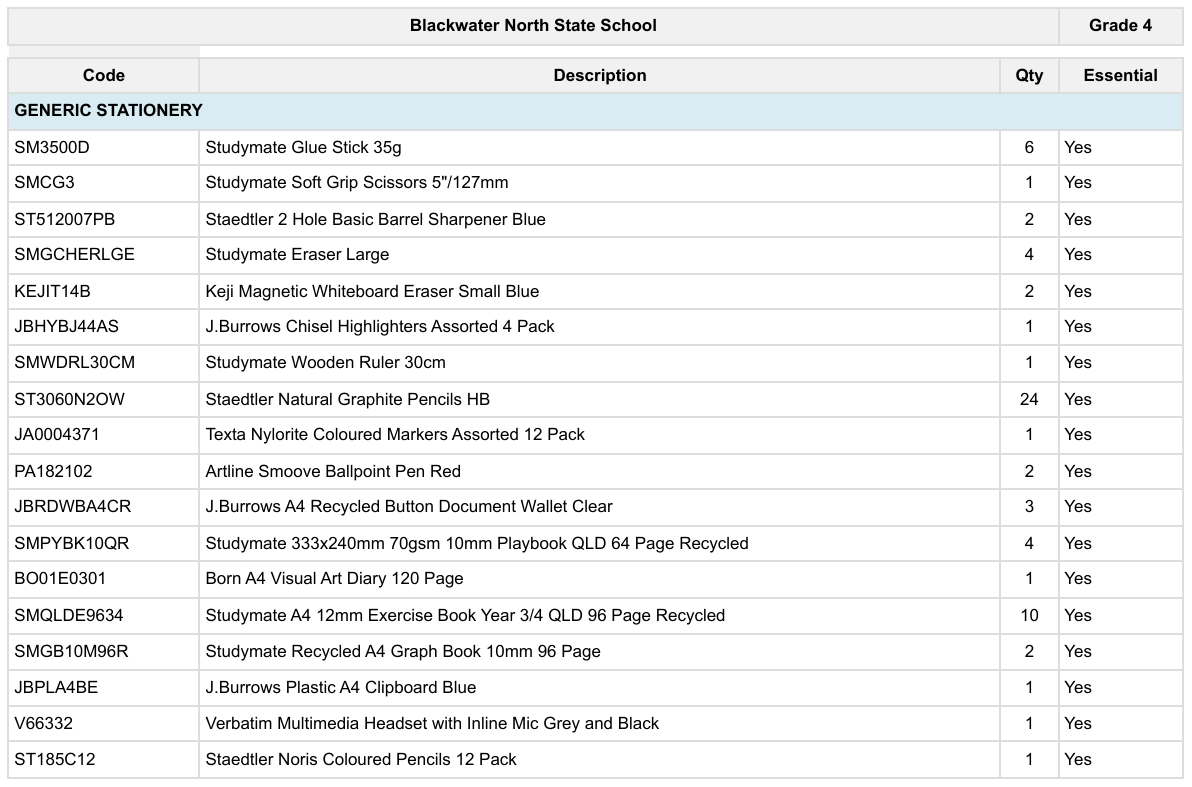 Blackwater North State School Grade 4
Code Description Qty Essential
GENERIC STATIONERY
SM3500D Studymate Glue Stick 35g 6 Yes
SMCG3 Studymate Soft Grip Scissors 5"/127mm 1 Yes
ST512007PB Staedtler 2 Hole Basic Barrel Sharpener Blue 2 Yes
SMGCHERLGE Studymate Eraser Large 4 Yes
KEJIT14B Keji Magnetic Whiteboard Eraser Small Blue 2 Yes
JBHYBJ44AS J.Burrows Chisel Highlighters Assorted 4 Pack 1 Yes
SMWDRL30CM Studymate Wooden Ruler 30cm 1 Yes
ST3060N2OW Staedtler Natural Graphite Pencils HB 24 Yes
JA0004371 Texta Nylorite Coloured Markers Assorted 12 Pack 1 Yes
PA182102 Artline Smoove Ballpoint Pen Red 2 Yes
JBRDWBA4CR J.Burrows A4 Recycled Button Document Wallet Clear 3 Yes
SMPYBK10QR Studymate 333x240mm 70gsm 10mm Playbook QLD 64 Page Recycled 4 Yes
BO01E0301 Born A4 Visual Art Diary 120 Page 1 Yes
SMQLDE9634 Studymate A4 12mm Exercise Book Year 3/4 QLD 96 Page Recycled 10 Yes
SMGB10M96R Studymate Recycled A4 Graph Book 10mm 96 Page 2 Yes
JBPLA4BE J.Burrows Plastic A4 Clipboard Blue 1 Yes
V66332 Verbatim Multimedia Headset with Inline Mic Grey and Black 1 Yes
ST185C12 Staedtler Noris Coloured Pencils 12 Pack 1 Yes